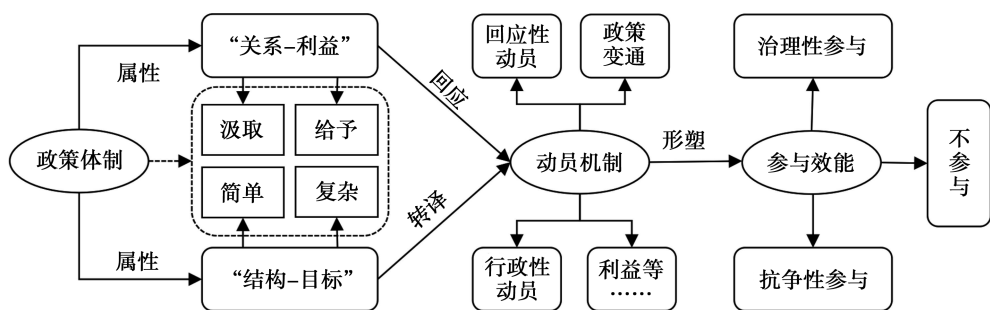 “关系–利益”
回应性
动员
政策
变通
治理性参与
属性
回应
汲取
给予
政策体制
动员机制
形塑
参与效能
不参与
简单
复杂
转译
属性
“结构–目标”
行政性
动员
利益等
……
抗争性参与